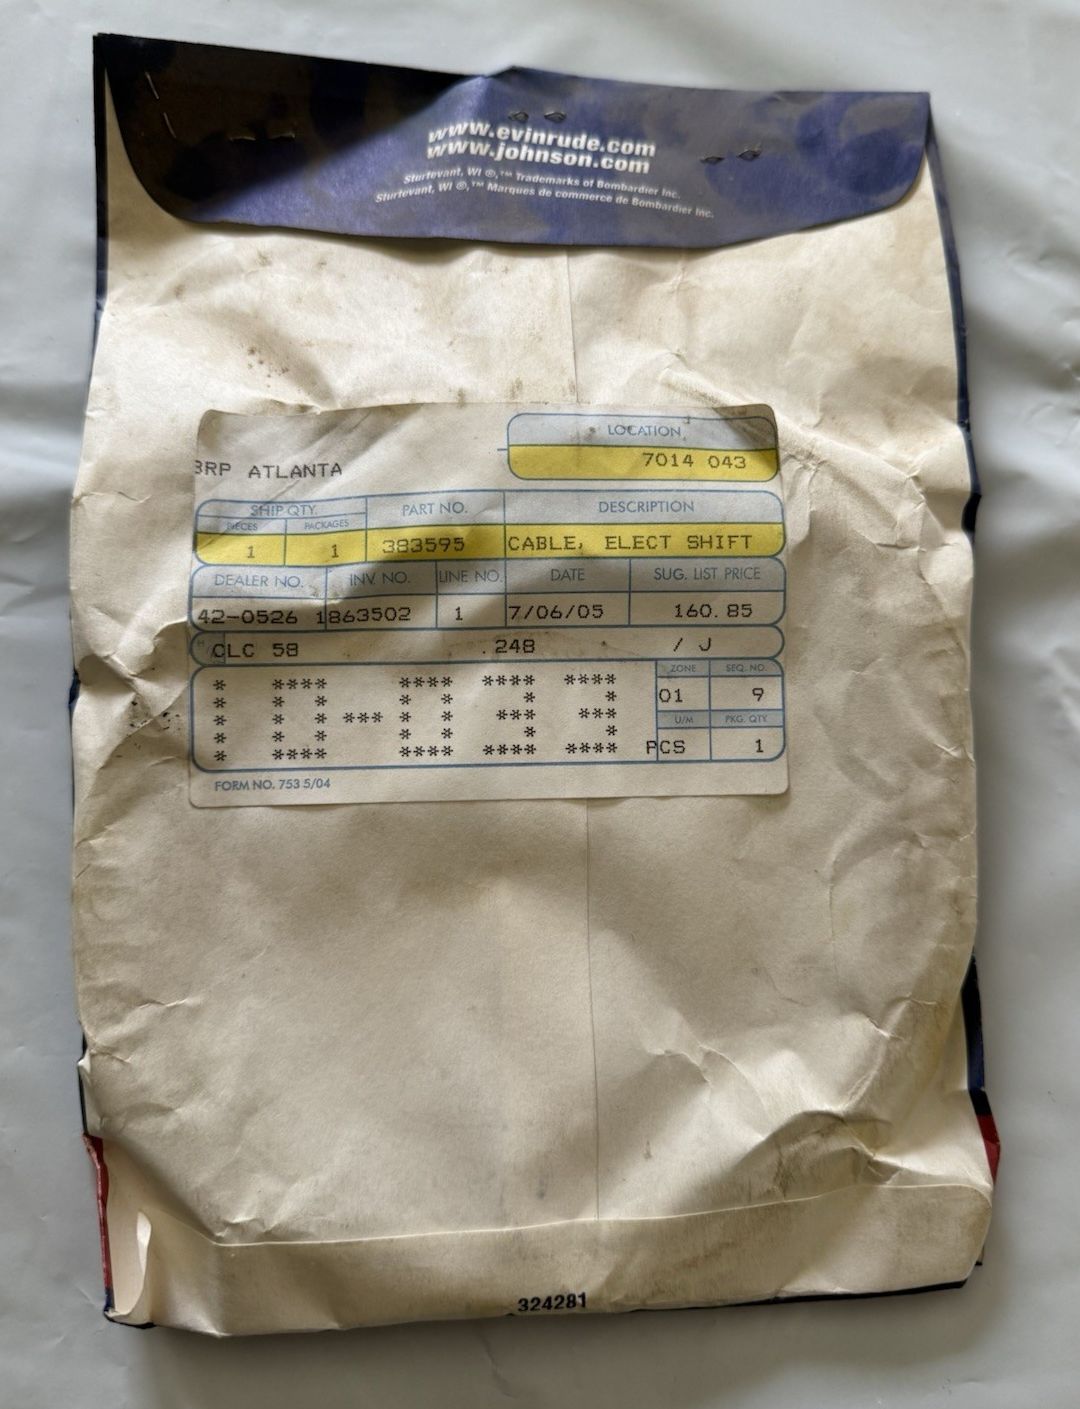 www.evinrude.com
www.johnson.com
Sturtevant, WI ®,™ Trademarks of Bombardier Inc.
Sturtevant, WI ®,™ Marques de commerce de Bombardier Inc.
BRP ATLANTA
LOCATION
7014 043
SHIP QTY. PART NO. DESCRIPTION
PIECES PACKAGES
1 1 383595 CABLE, ELECT SHIFT
DEALER NO. INV. NO. LINE NO. DATE SUG. LIST PRICE
42-0526 1863502 1 7/06/05 160.85
CLC 58 .248 / J
ZONE SEQ. NO.
01 9
U/M PKG. QTY
PCS 1
FORM NO. 753 5/04
324281